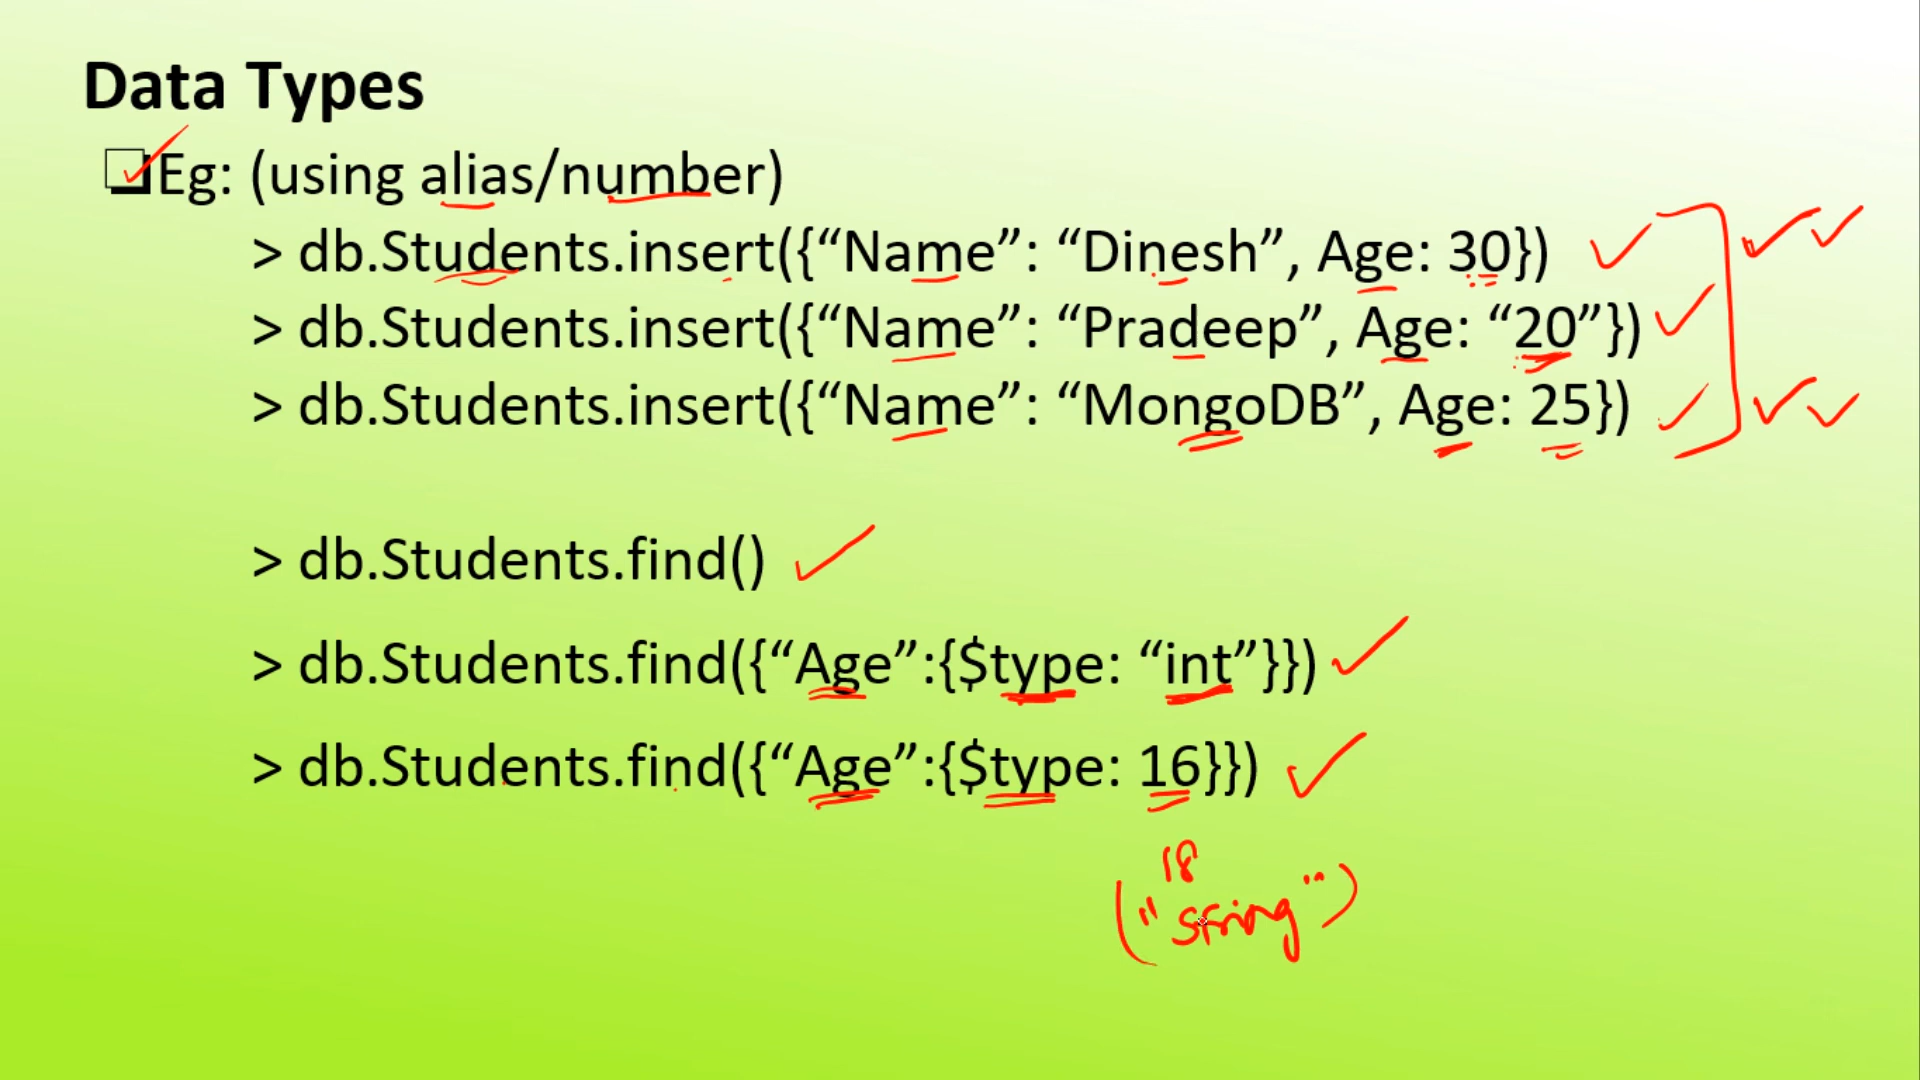 Data Types
Eg: (using alias/number)
> db.Students.insert({“Name”: “Dinesh”, Age: 30})
> db.Students.insert({“Name”: “Pradeep”, Age: “20”})
> db.Students.insert({“Name”: “MongoDB”, Age: 25})
> db.Students.find()
> db.Students.find({“Age”:{$type: “int”}})
> db.Students.find({“Age”:{$type: 16}})
18
("string")